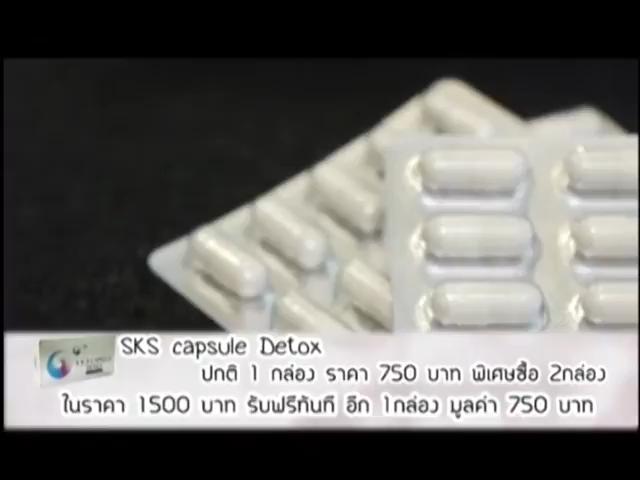 SKS capsule Detox
ปกติ 1 กล่อง ราคา 750 บาท พิเศษซื้อ 2กล่อง
ในราคา 1500 บาท รับฟรีทันที อีก 1กล่อง มูลค่า 750 บาท